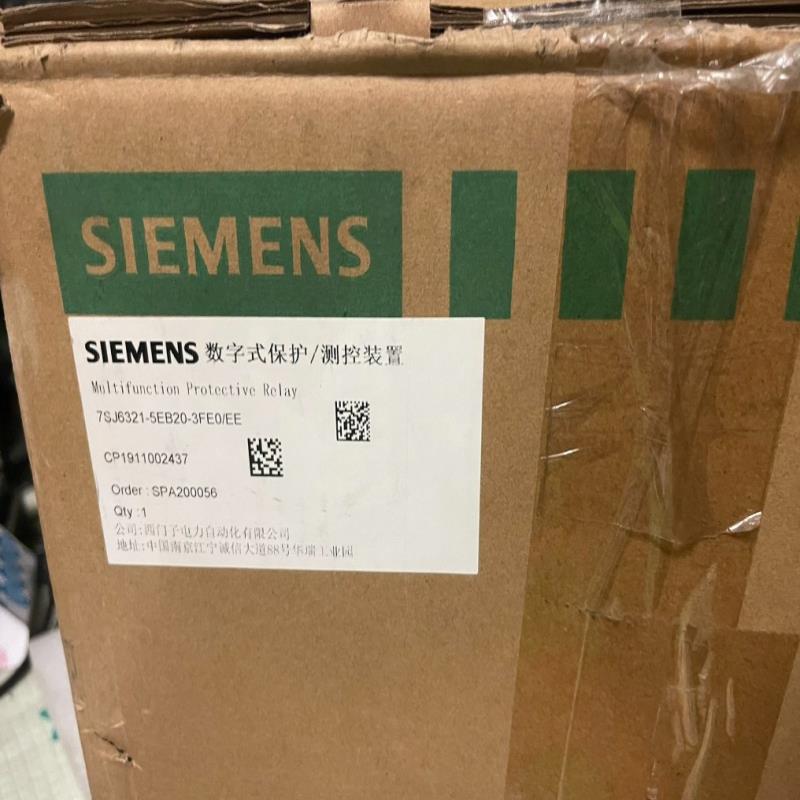 SIEMENS
SIEMENS 数字式保护/测控装置
Multifunction Protective Relay
7SJ6321-5EB20-3FE0/EE
CP1911002437
Order : SPA200056
Qty :1
公司:西门子电力自动化有限公司
地址:中国南京江宁诚信大道88号华瑞工业园